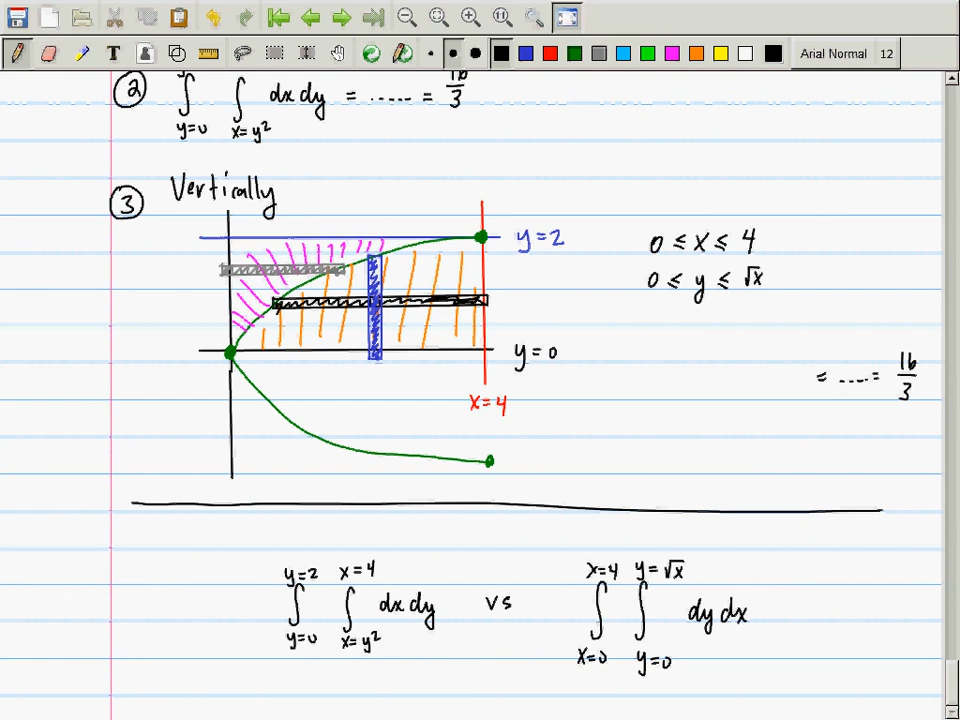 Arial Normal 12
② ∫ y=0 ∫ x=y² dx dy = ...... = 16/3
③ Vertically
y=2
0 ≤ x ≤ 4
0 ≤ y ≤ √x
y=0
= ....= 16/3
x=4
∫ y=0 y=2 ∫ x=y² x=4 dx dy vs ∫ x=0 x=4 ∫ y=0 y=√x dy dx